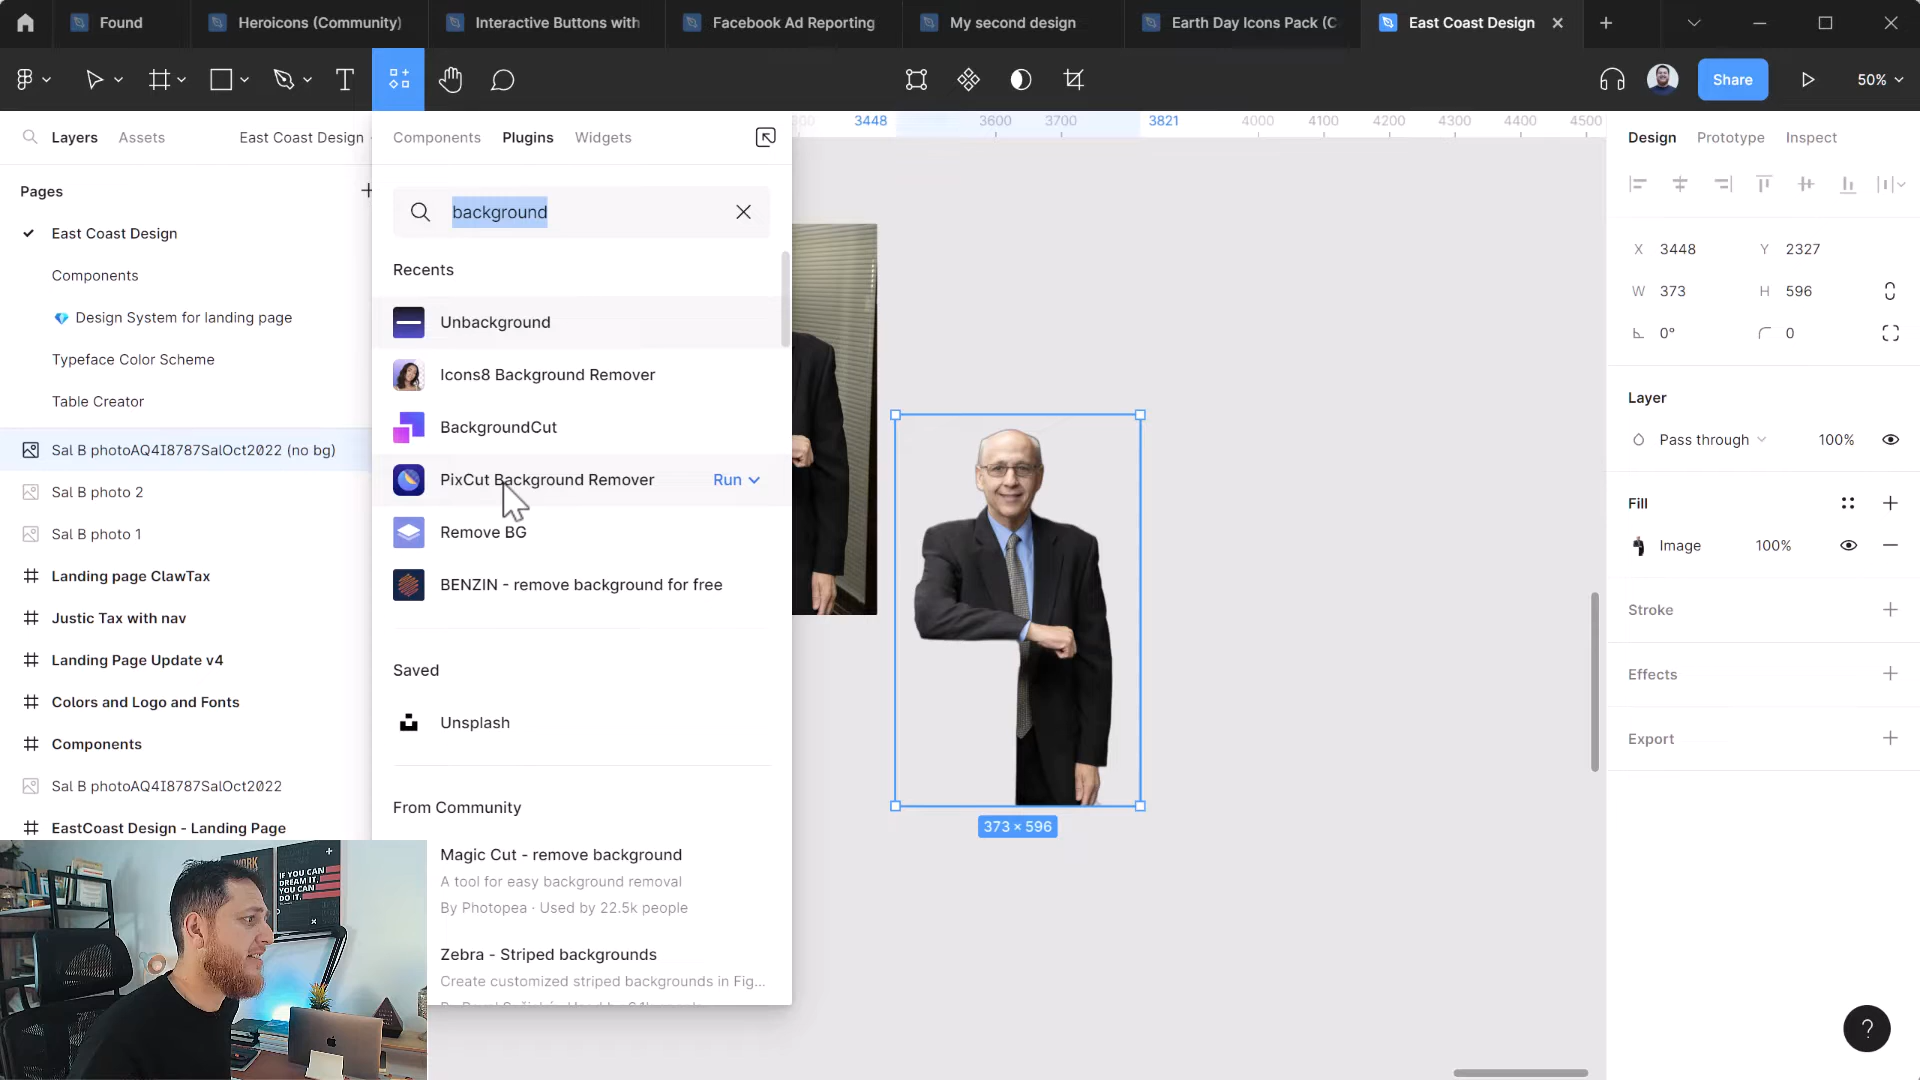 Found
Heroicons (Community)
Interactive Buttons with
Facebook Ad Reporting
My second design
Earth Day Icons Pack (C
East Coast Design
Share
50%
Layers
Assets
East Coast Design
Pages
East Coast Design
Components
Design System for landing page
Typeface Color Scheme
Table Creator
Sal B photoAQ4I8787SalOct2022 (no bg)
Sal B photo 2
Sal B photo 1
Landing page ClawTax
Justic Tax with nav
Landing Page Update v4
Colors and Logo and Fonts
Components
Sal B photoAQ4I8787SalOct2022
EastCoast Design - Landing Page
Components
Plugins
Widgets
background
Recents
Unbackground
Icons8 Background Remover
BackgroundCut
PixCut Background Remover
Run
Remove BG
BENZIN - remove background for free
Saved
Unsplash
From Community
Magic Cut - remove background
A tool for easy background removal
By Photopea · Used by 22.5k people
Zebra - Striped backgrounds
Create customized striped backgrounds in Fig...
3448
3600
3700
3821
4000
4100
4200
4300
4400
4500
373 × 596
Design
Prototype
Inspect
X 3448
Y 2327
W 373
H 596
0°
0
Layer
Pass through
100%
Fill
Image
100%
Stroke
Effects
Export
?
WORK
IF YOU CAN
DREAM IT,
YOU CAN
DO IT.